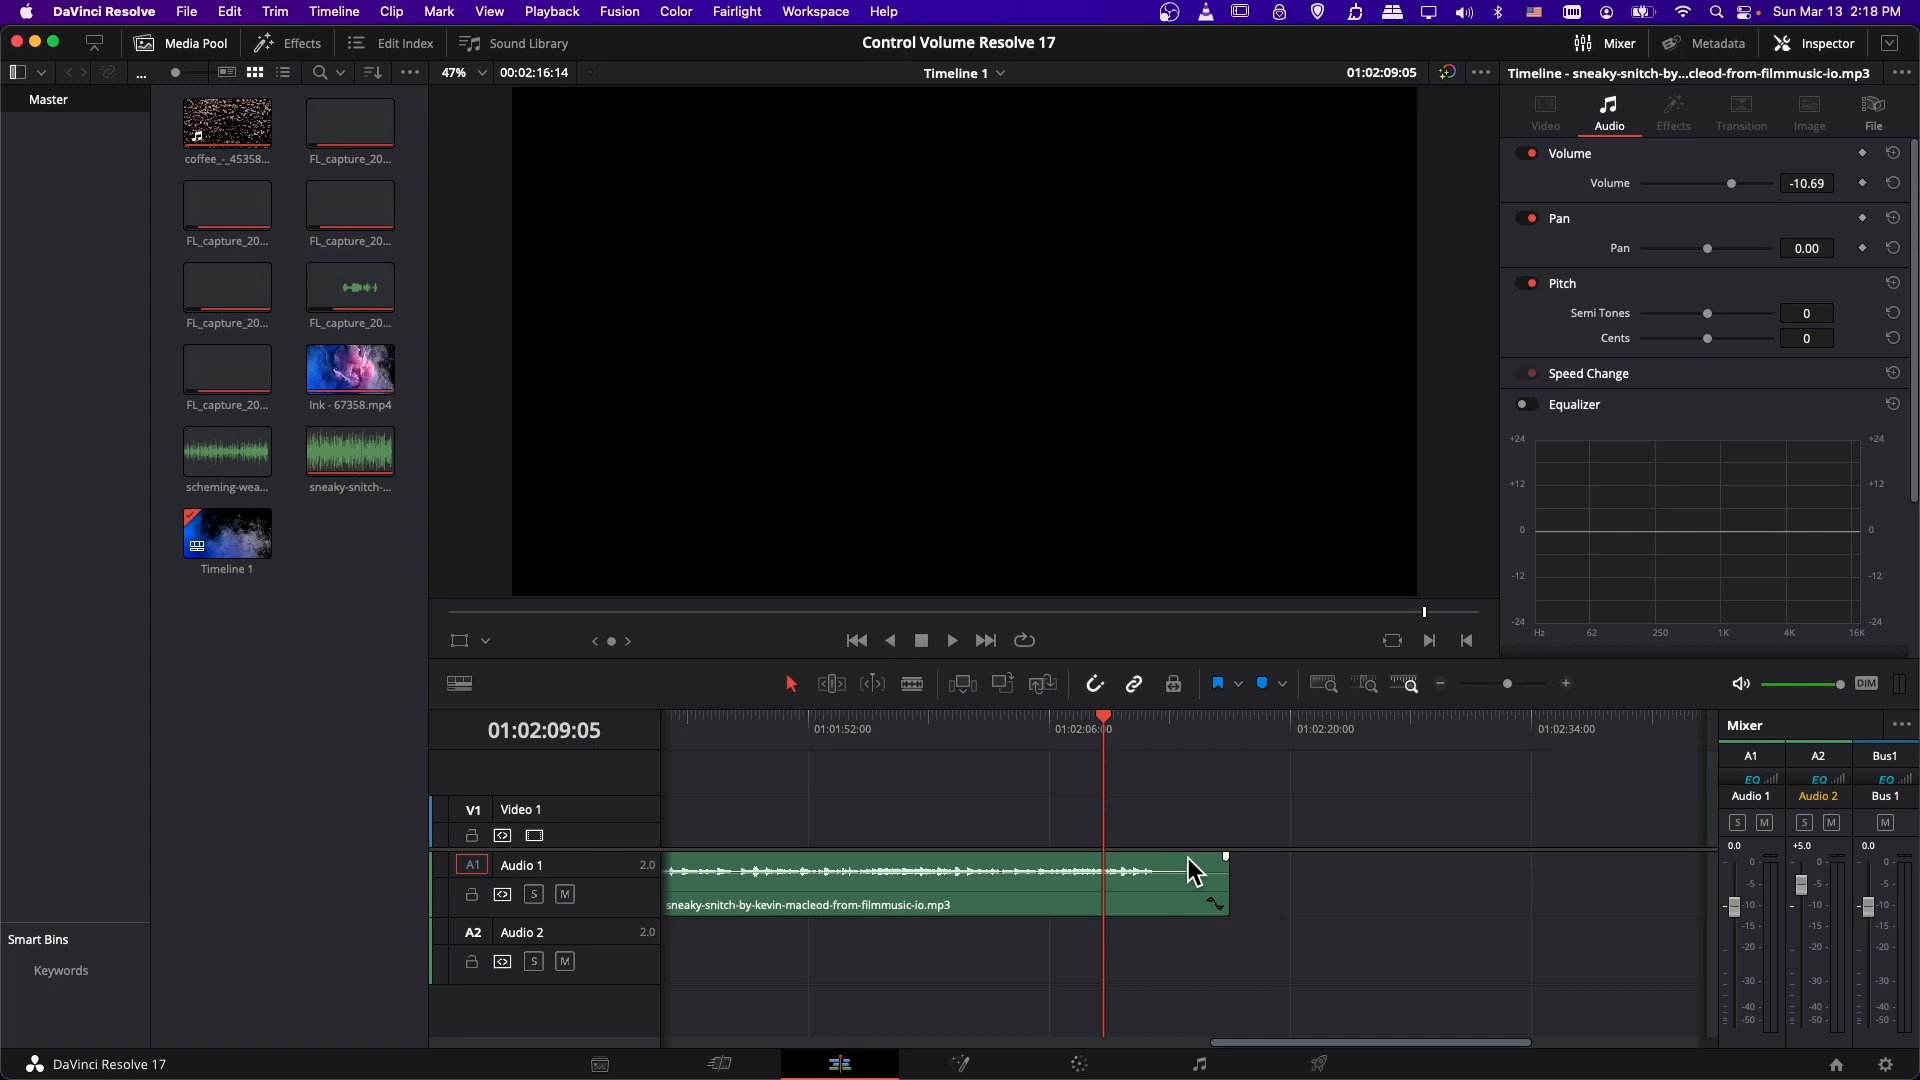 DaVinci Resolve File Edit Trim Timeline Clip Mark View Playback Fusion Color Fairlight Workspace Help Sun Mar 13 2:18 PM
Media Pool Effects Edit Index Sound Library Control Volume Resolve 17 Mixer Metadata Inspector
... 47% 00:02:16:14 Timeline 1 01:02:09:05 Timeline - sneaky-snitch-by...cleod-from-filmmusic-io.mp3
Master
Video Audio Effects Transition Image File
coffee_-_45358... FL_capture_20...
Volume
Volume -10.69
FL_capture_20... FL_capture_20...
Pan
Pan 0.00
FL_capture_20... FL_capture_20...
Pitch
Semi Tones 0
Cents 0
FL_capture_20... Ink - 67358.mp4
Speed Change
Equalizer
scheming-wea... sneaky-snitch-...
Timeline 1
+24 +24
+12 +12
0 0
-12 -12
-24 -24
Hz 62 250 1K 4K 16K
DIM
01:02:09:05 01:01:52:00 01:02:06:00 01:02:20:00 01:02:34:00
Mixer
A1 A2 Bus1
EQ EQ EQ
Audio 1 Audio 2 Bus 1
S M S M M
0.0 +5.0 0.0
0 0 0
-5 -5 -5
-10 -10 -10
-15 -15 -15
-20 -20 -20
-30 -30 -30
-40 -40 -40
-50 -50 -50
V1 Video 1
A1 Audio 1 2.0
S M
sneaky-snitch-by-kevin-macleod-from-filmmusic-io.mp3
A2 Audio 2 2.0
S M
Smart Bins
Keywords
DaVinci Resolve 17